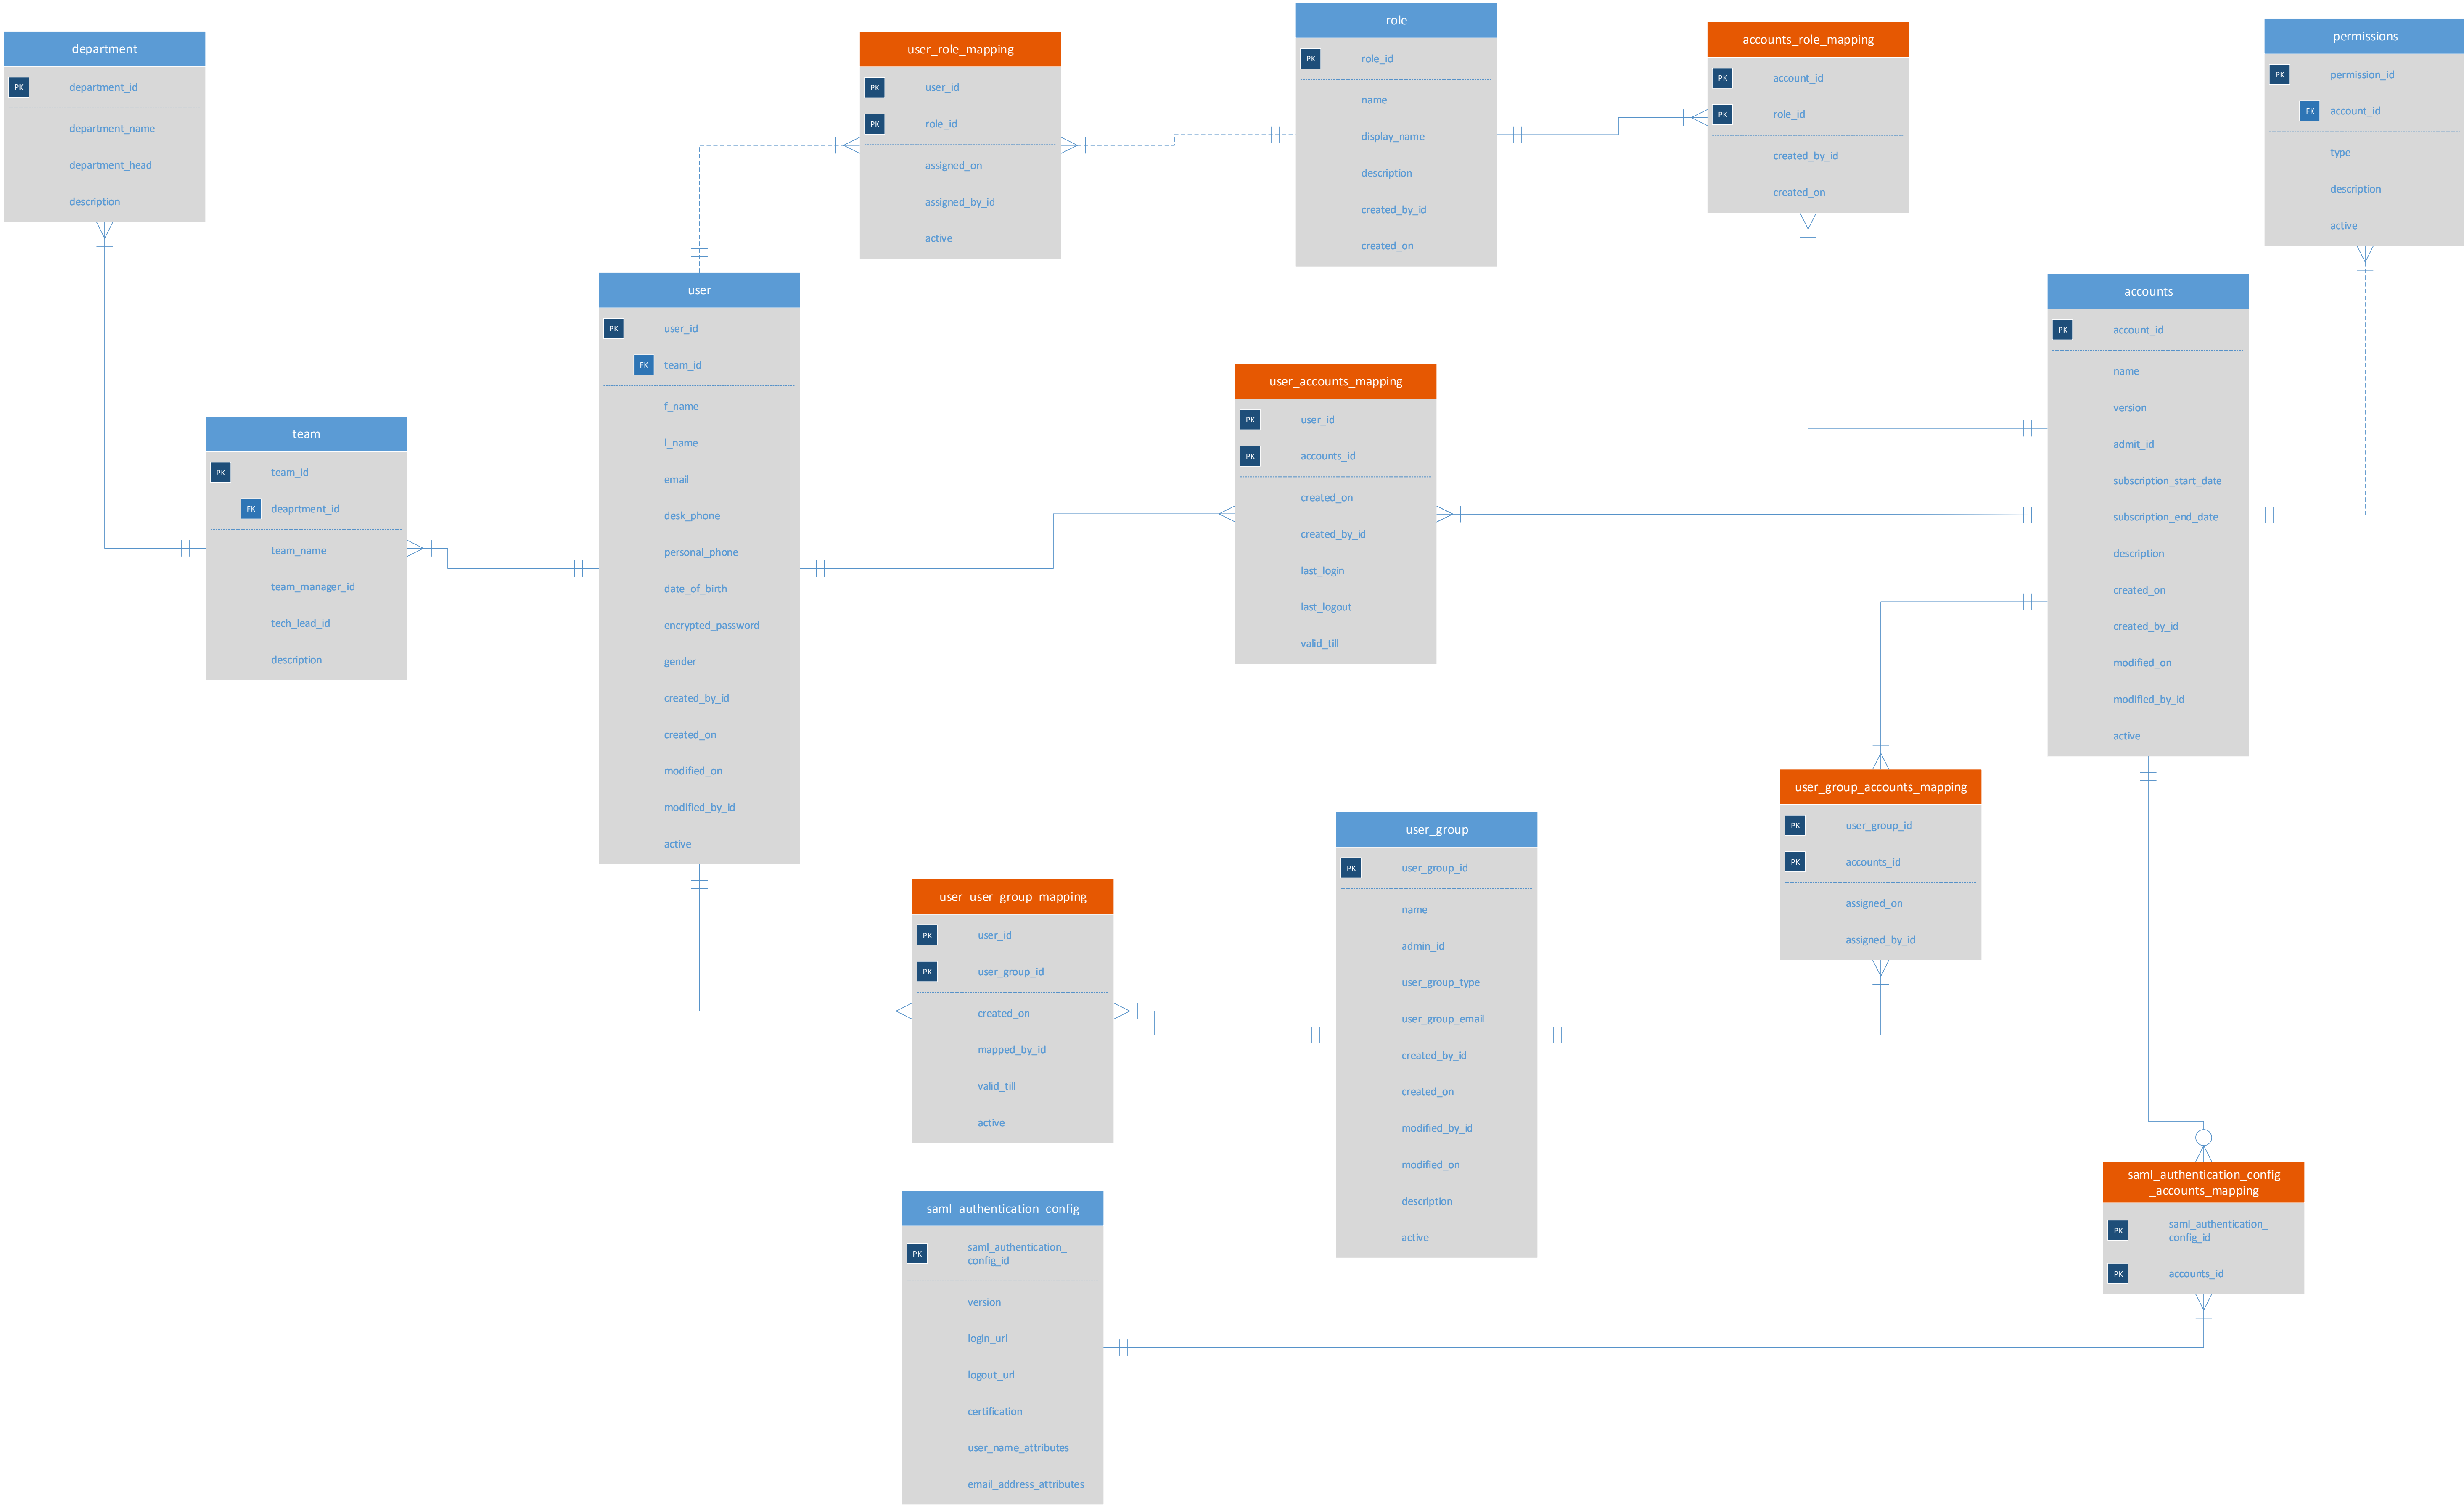 department
PK
department_id
department_name
department_head
description
user_role_mapping
PK
user_id
PK
role_id
assigned_on
assigned_by_id
active
role
PK
role_id
name
display_name
description
created_by_id
created_on
accounts_role_mapping
PK
account_id
PK
role_id
created_by_id
created_on
permissions
PK
permission_id
FK
account_id
type
description
active
team
PK
team_id
FK
deaprtment_id
team_name
team_manager_id
tech_lead_id
description
user
PK
user_id
FK
team_id
f_name
l_name
email
desk_phone
personal_phone
date_of_birth
encrypted_password
gender
created_by_id
created_on
modified_on
modified_by_id
active
user_accounts_mapping
PK
user_id
PK
accounts_id
created_on
created_by_id
last_login
last_logout
valid_till
accounts
PK
account_id
name
version
admit_id
subscription_start_date
subscription_end_date
description
created_on
created_by_id
modified_on
modified_by_id
active
user_user_group_mapping
PK
user_id
PK
user_group_id
created_on
mapped_by_id
valid_till
active
user_group
PK
user_group_id
name
admin_id
user_group_type
user_group_email
created_by_id
created_on
modified_by_id
modified_on
description
active
user_group_accounts_mapping
PK
user_group_id
PK
accounts_id
assigned_on
assigned_by_id
saml_authentication_config
PK
saml_authentication_
config_id
version
login_url
logout_url
certification
user_name_attributes
email_address_attributes
saml_authentication_config
_accounts_mapping
PK
saml_authentication_
config_id
PK
accounts_id